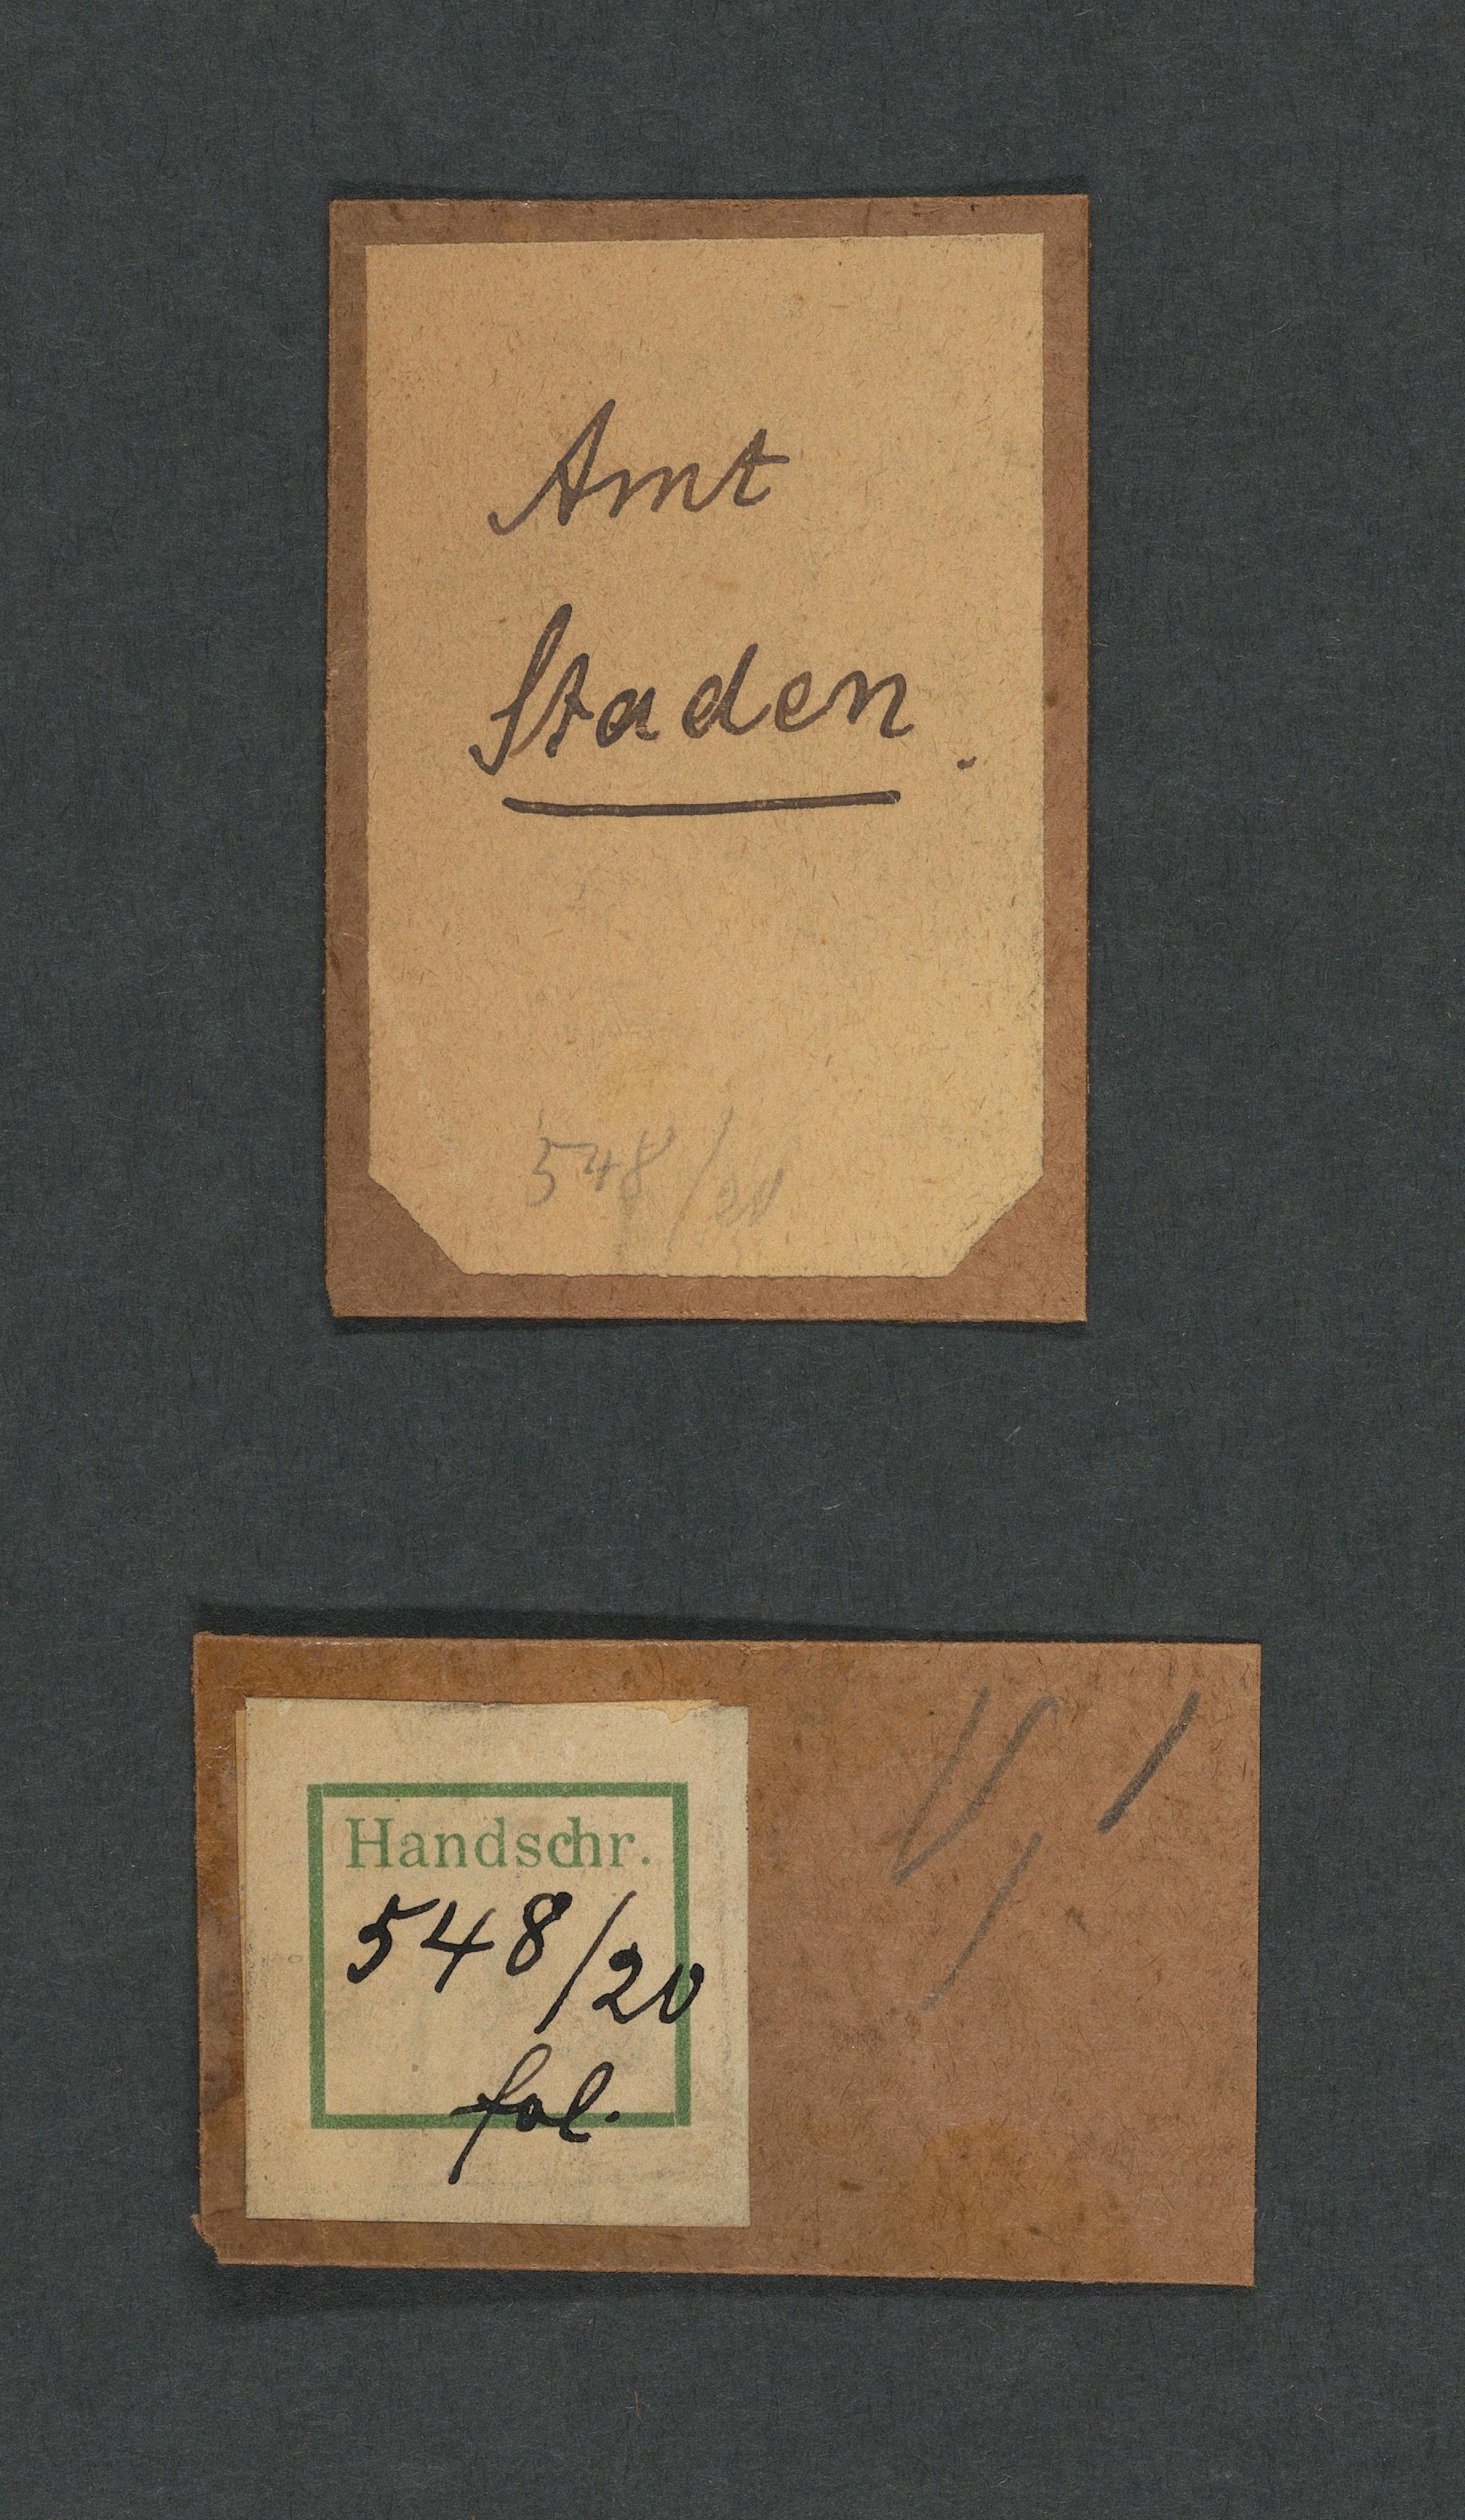 Amt
Staden.
548/20
Handschr.
548/20
fol.